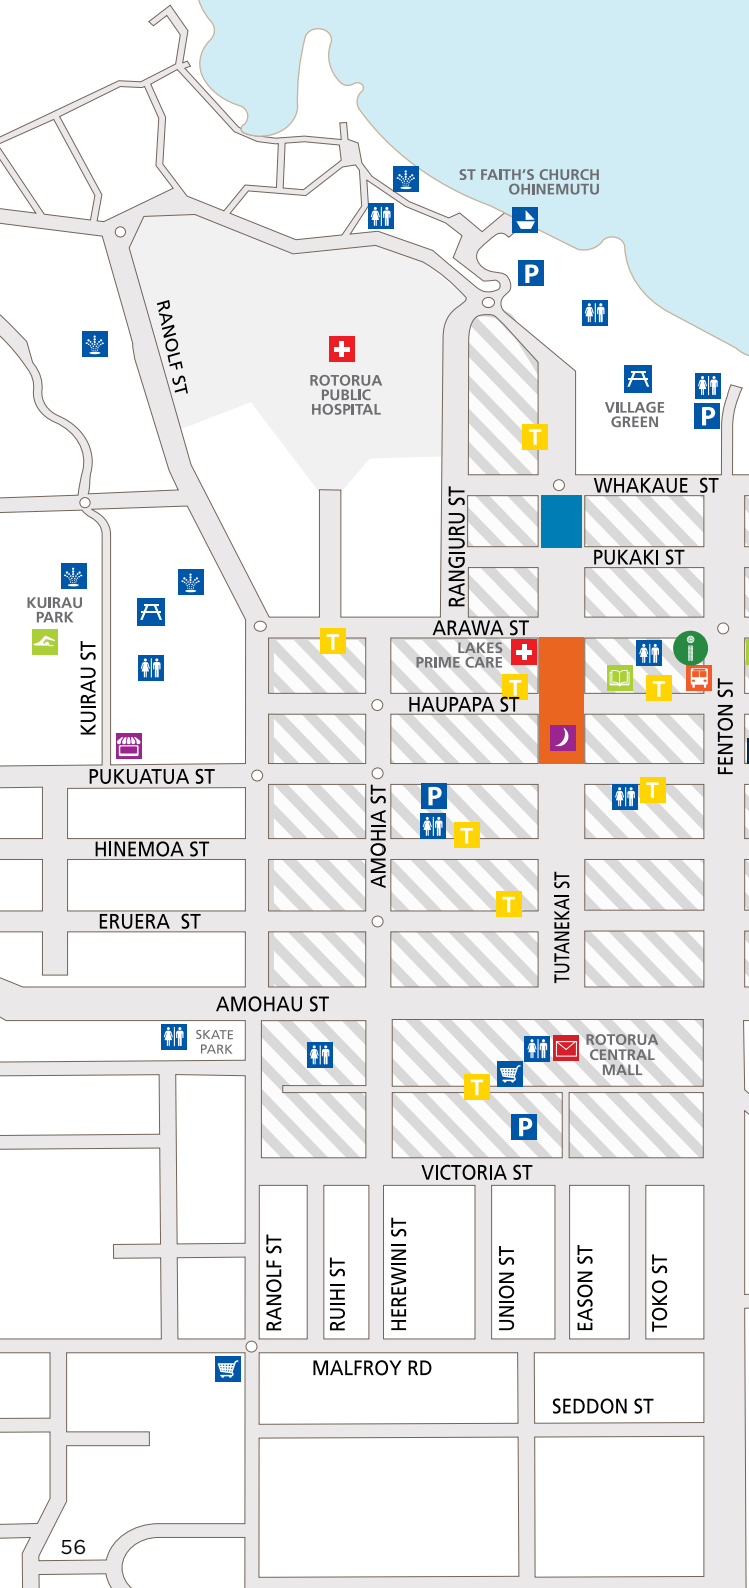 ST FAITH'S CHURCH
OHINEMUTU
P
RANOLF ST
ROTORUA
PUBLIC
HOSPITAL
VILLAGE
GREEN
P
T
WHAKAUE ST
RANGIURU ST
PUKAKI ST
KUIRAU
PARK
KUIRAU ST
ARAWA ST
T
LAKES
PRIME CARE
i
T
T
HAUPAPA ST
FENTON ST
PUKUATUA ST
AMOHIA ST
P
T
T
HINEMOA ST
T
TUTANEKAI ST
ERUERA ST
AMOHAU ST
SKATE
PARK
ROTORUA
CENTRAL
MALL
T
P
VICTORIA ST
RANOLF ST
RUIHI ST
HEREWINI ST
UNION ST
EASON ST
TOKO ST
MALFROY RD
SEDDON ST
56